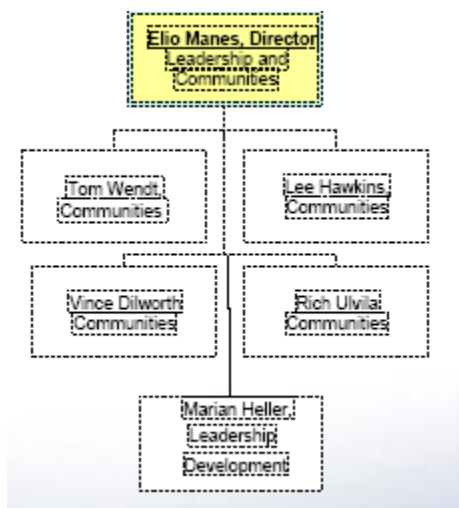 Elio Manes, Director
Leadership and
Communities
Tom Wendt,
Communities
Lee Hawkins,
Communities
Vince Dilworth
Communities
Rich Ulvila
Communities
Marian Heller,
Leadership
Development